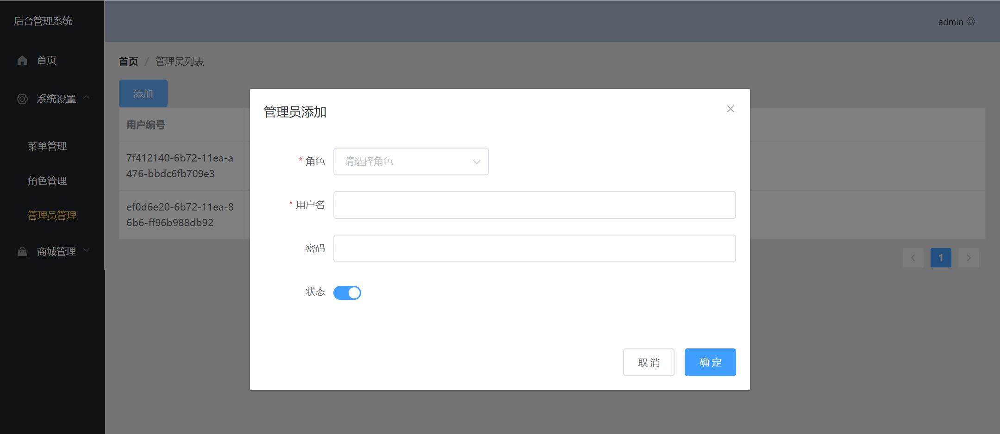 后台管理系统
admin
首页
系统设置
菜单管理
角色管理
管理员管理
商城管理
首页 / 管理员列表
添加
用户编号
7f412140-6b72-11ea-a
476-bbdc6fb709e3
ef0d6e20-6b72-11ea-8
6b6-ff96b988db92
1
管理员添加
* 角色
请选择角色
* 用户名
密码
状态
取 消
确 定